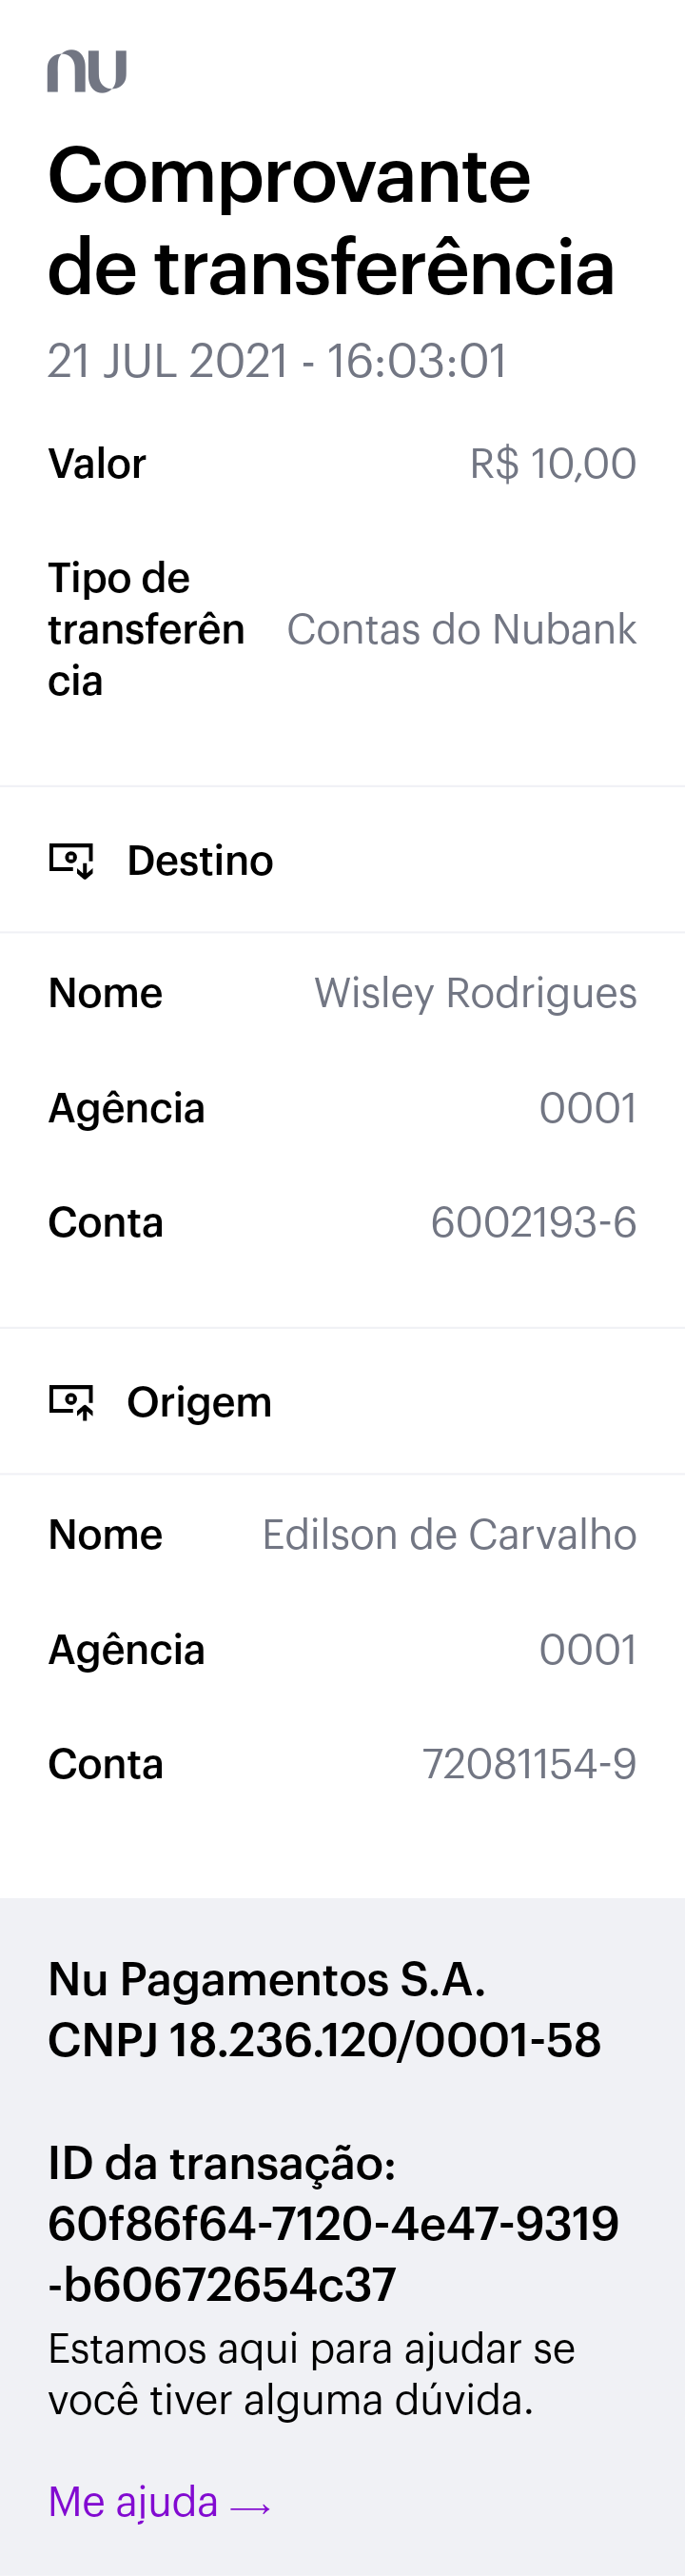 nu
Comprovante
de transferência
21 JUL 2021 - 16:03:01
Valor R$ 10,00
Tipo de
transferên Contas do Nubank
cia
Destino
Nome Wisley Rodrigues
Agência 0001
Conta 6002193-6
Origem
Nome Edilson de Carvalho
Agência 0001
Conta 72081154-9
Nu Pagamentos S.A.
CNPJ 18.236.120/0001-58
ID da transação:
60f86f64-7120-4e47-9319
-b60672654c37
Estamos aqui para ajudar se
você tiver alguma dúvida.
Me ajuda →